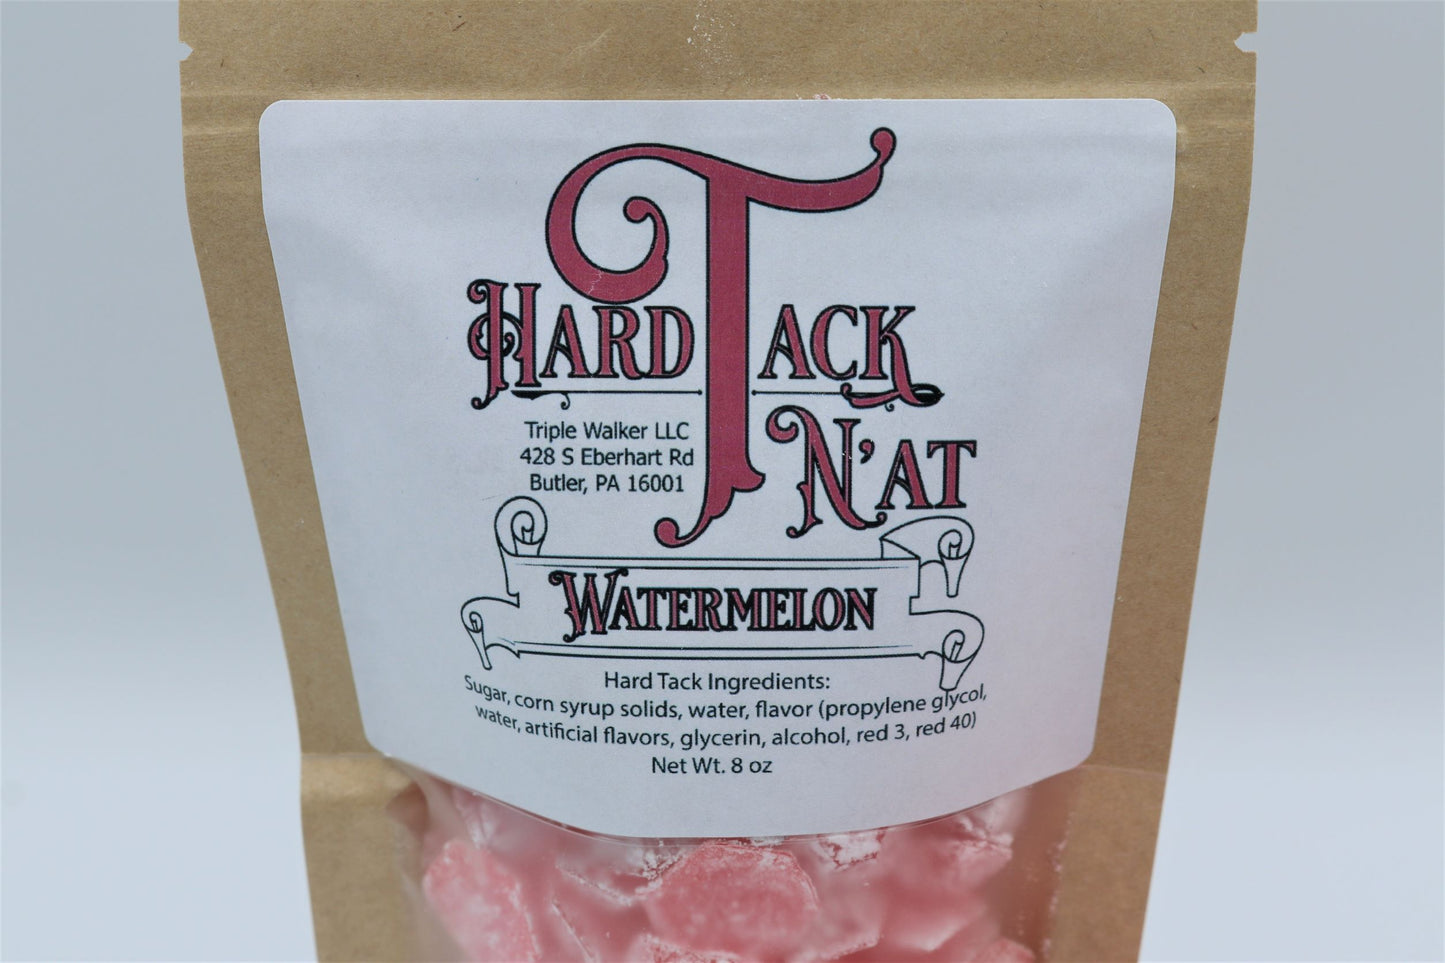 HARD TACK
N'AT
Triple Walker LLC
428 S Eberhart Rd
Butler, PA 16001
WATERMELON
Hard Tack Ingredients:
Sugar, corn syrup solids, water, flavor (propylene glycol,
water, artificial flavors, glycerin, alcohol, red 3, red 40)
Net Wt. 8 oz